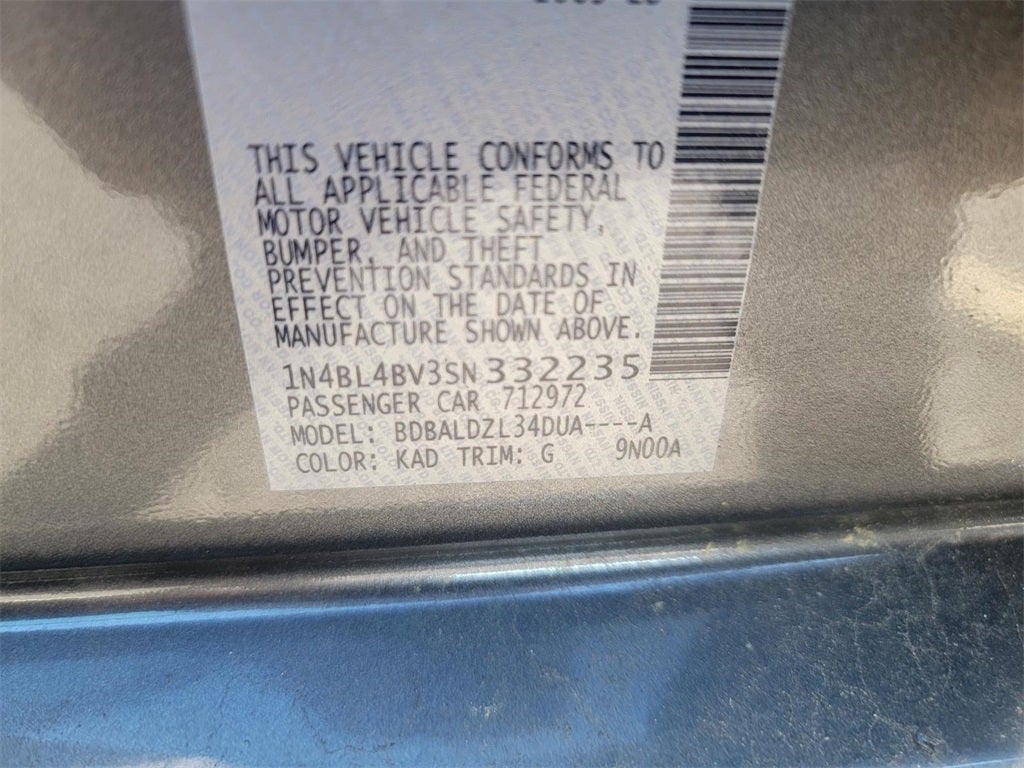 THIS VEHICLE CONFORMS TO
ALL APPLICABLE FEDERAL
MOTOR VEHICLE SAFETY,
BUMPER, AND THEFT
PREVENTION STANDARDS IN
EFFECT ON THE DATE OF
MANUFACTURE SHOWN ABOVE.
1N4BL4BV3SN332235
PASSENGER CAR 712972
MODEL: BDBALDZL34DUA----A
COLOR: KAD TRIM: G 9N00A